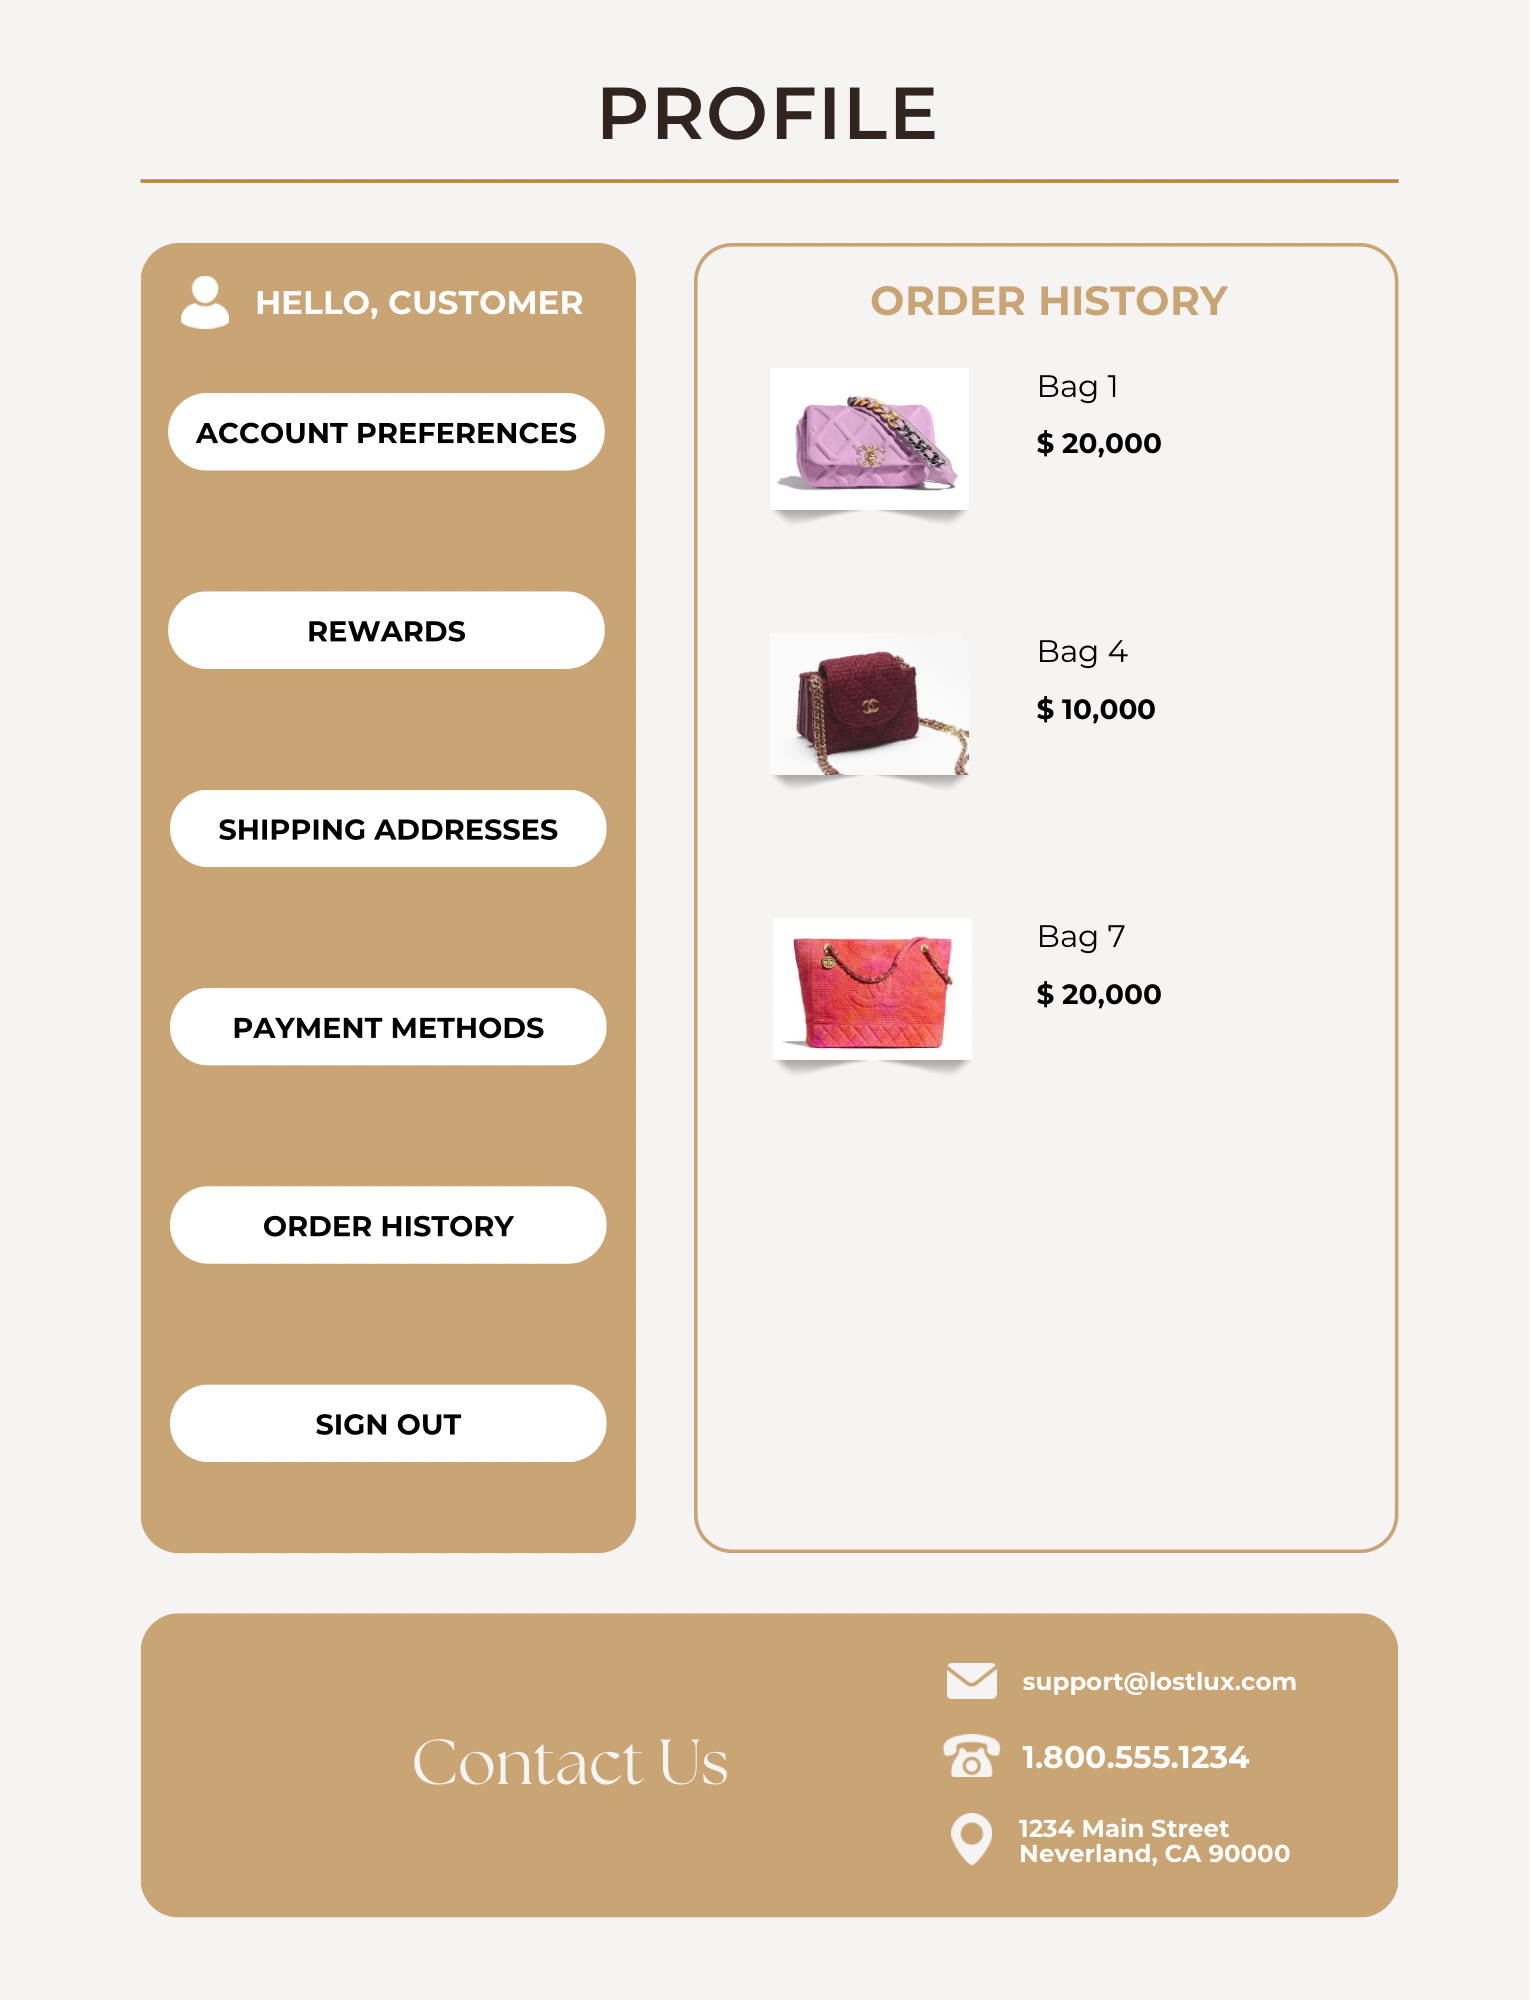 PROFILE
HELLO, CUSTOMER
ACCOUNT PREFERENCES
REWARDS
SHIPPING ADDRESSES
PAYMENT METHODS
ORDER HISTORY
SIGN OUT
ORDER HISTORY
Bag 1
$ 20,000
Bag 4
$ 10,000
Bag 7
$ 20,000
Contact Us
support@lostlux.com
1.800.555.1234
1234 Main Street
Neverland, CA 90000